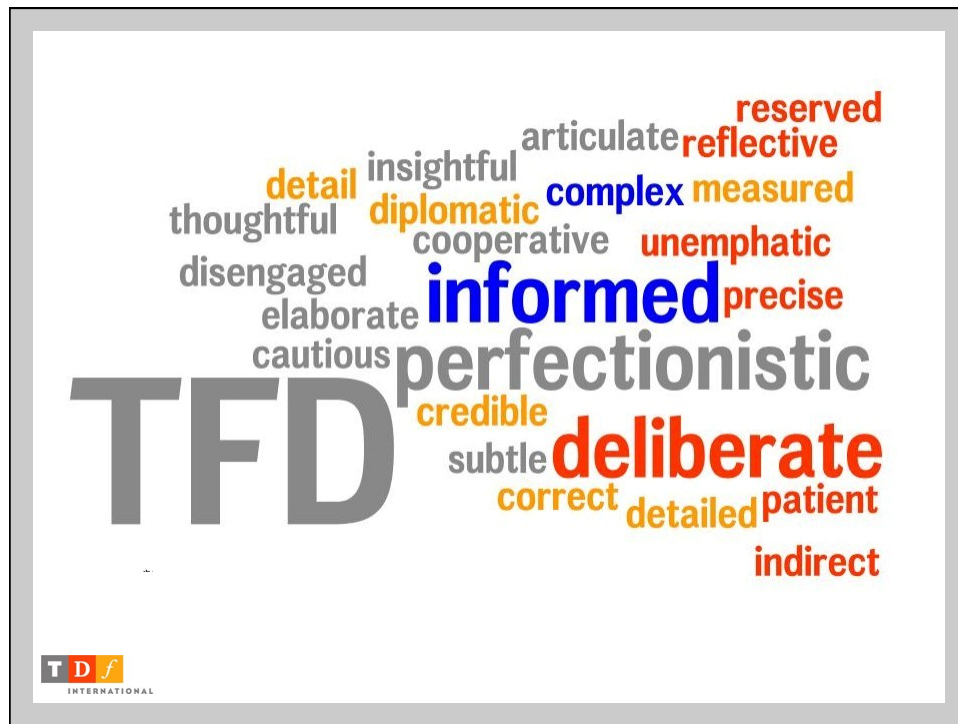 reserved
articulate reflective
insightful
detail complex measured
thoughtful diplomatic
cooperative unemphatic
disengaged informed precise
elaborate
cautious perfectionistic
TFD credible
subtle deliberate
correct detailed patient
indirect
T D f
INTERNATIONAL